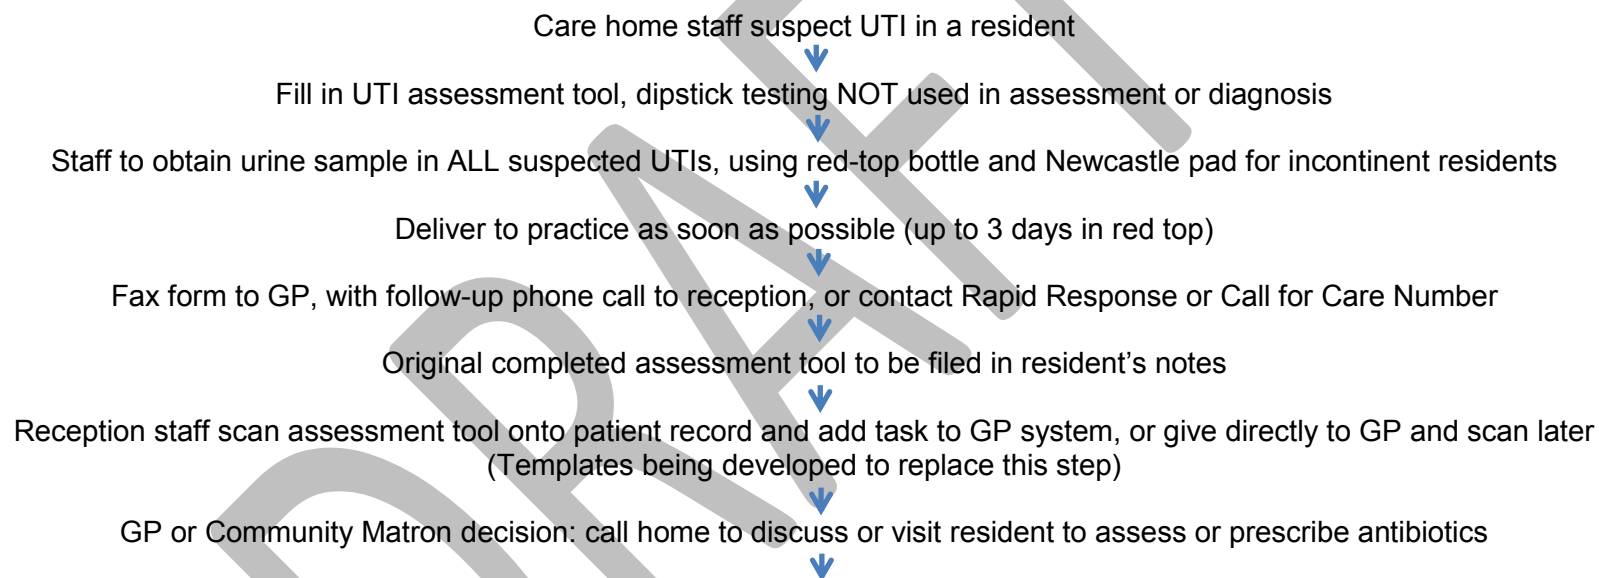 Care home staff suspect UTI in a resident
Fill in UTI assessment tool, dipstick testing NOT used in assessment or diagnosis
Staff to obtain urine sample in ALL suspected UTIs, using red-top bottle and Newcastle pad for incontinent residents
Deliver to practice as soon as possible (up to 3 days in red top)
Fax form to GP, with follow-up phone call to reception, or contact Rapid Response or Call for Care Number
Original completed assessment tool to be filed in resident’s notes
Reception staff scan assessment tool onto patient record and add task to GP system, or give directly to GP and scan later
(Templates being developed to replace this step)
GP or Community Matron decision: call home to discuss or visit resident to assess or prescribe antibiotics
DRAFT